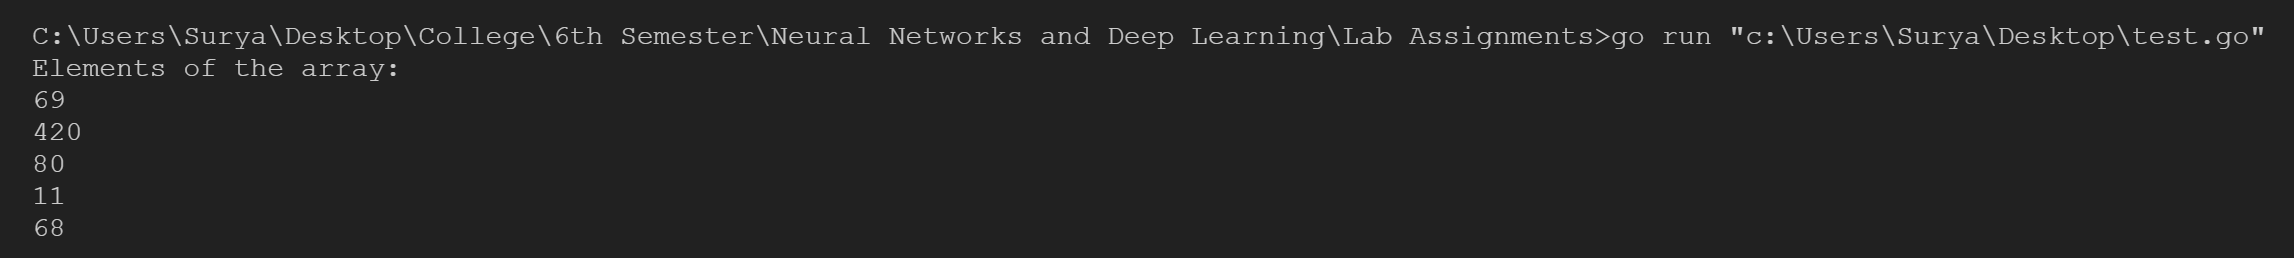 C:\Users\Surya\Desktop\College\6th Semester\Neural Networks and Deep Learning\Lab Assignments>go run "c:\Users\Surya\Desktop\test.go"
Elements of the array:
69
420
80
11
68